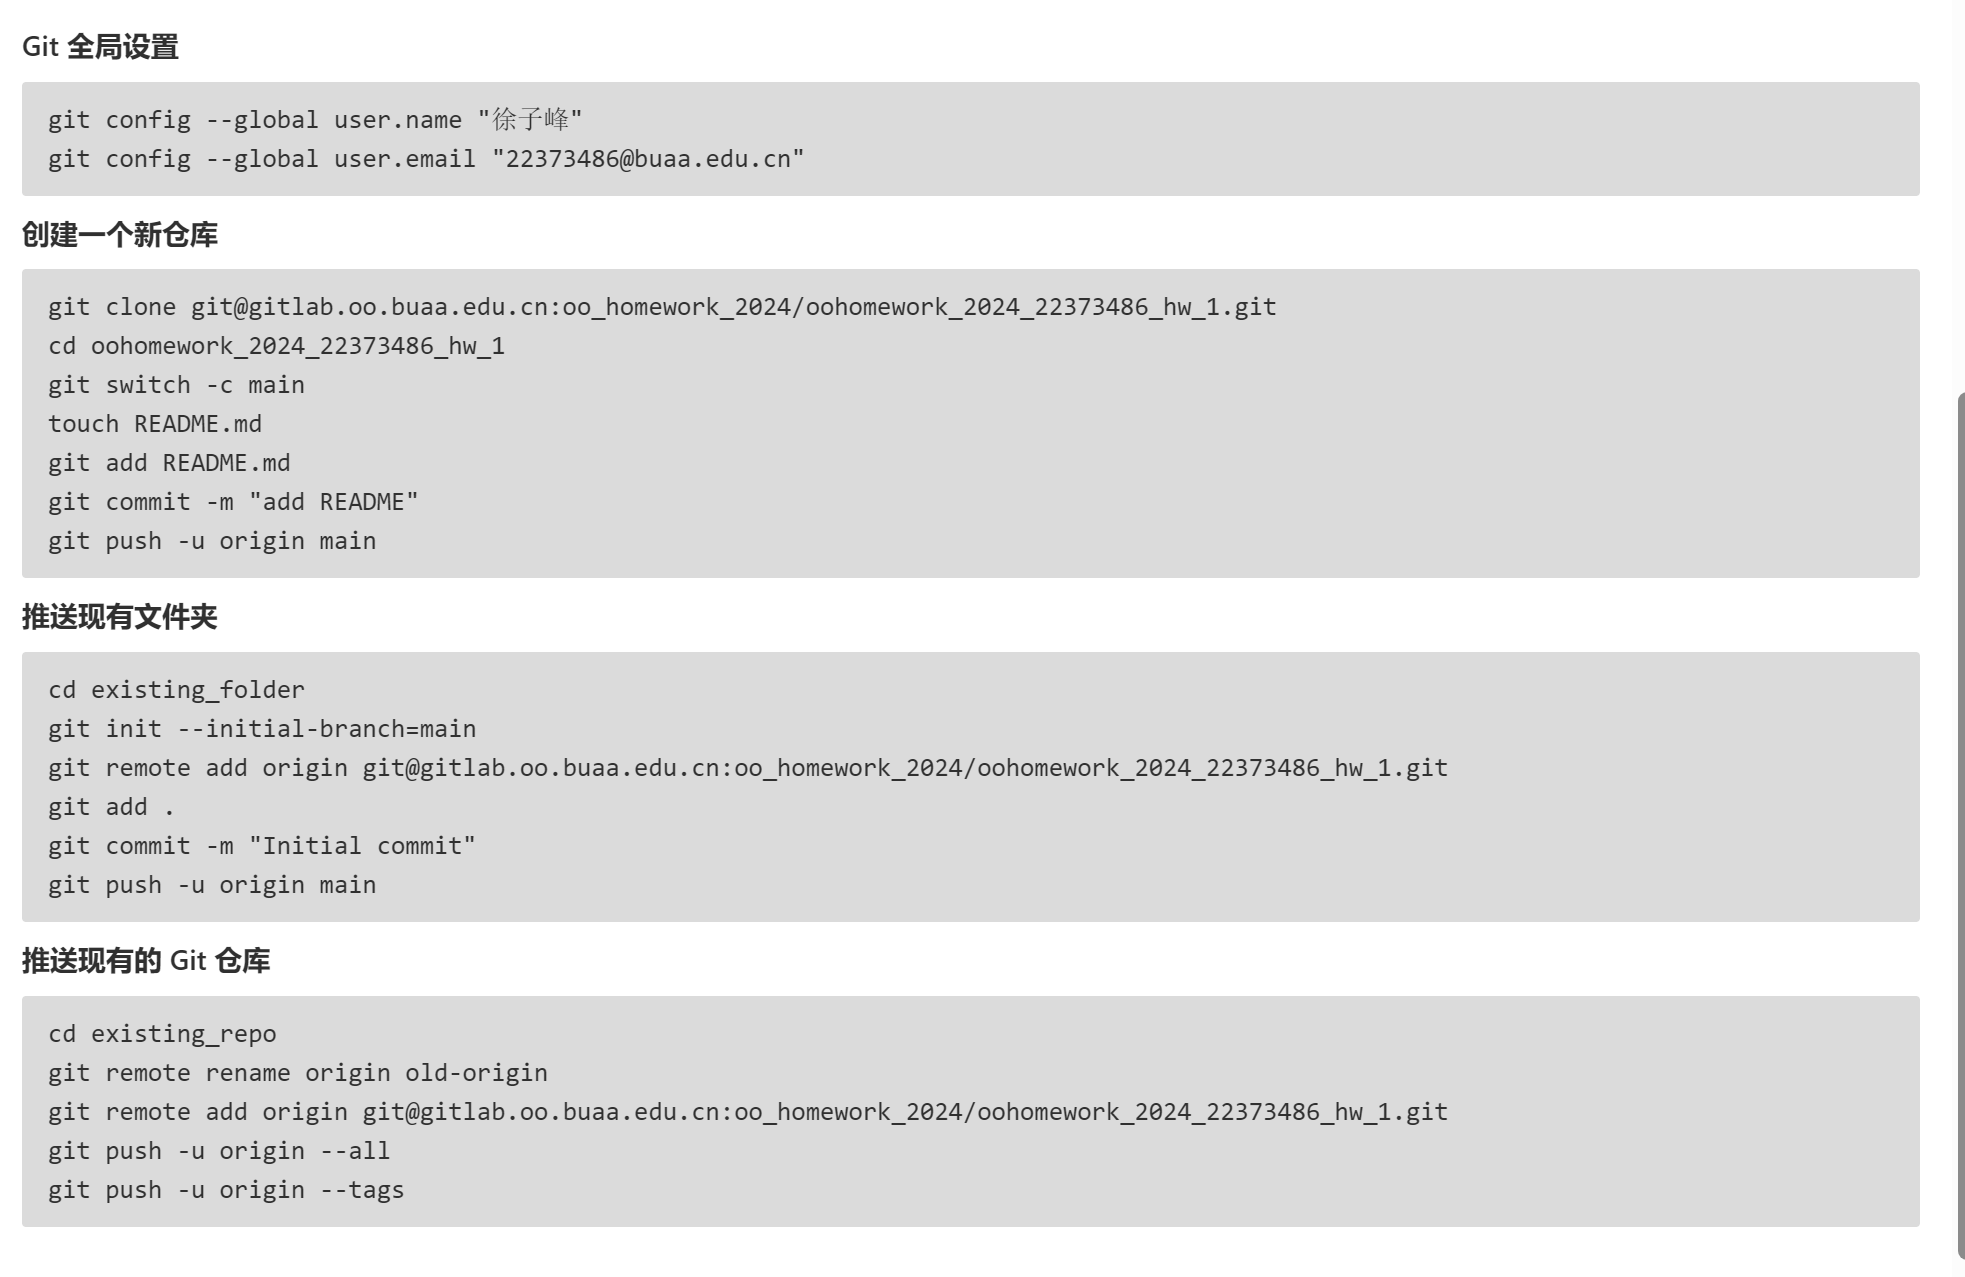 Git 全局设置
git config --global user.name "徐子峰"
git config --global user.email "22373486@buaa.edu.cn"
创建一个新仓库
git clone git@gitlab.oo.buaa.edu.cn:oo_homework_2024/oohomework_2024_22373486_hw_1.git
cd oohomework_2024_22373486_hw_1
git switch -c main
touch README.md
git add README.md
git commit -m "add README"
git push -u origin main
推送现有文件夹
cd existing_folder
git init --initial-branch=main
git remote add origin git@gitlab.oo.buaa.edu.cn:oo_homework_2024/oohomework_2024_22373486_hw_1.git
git add .
git commit -m "Initial commit"
git push -u origin main
推送现有的 Git 仓库
cd existing_repo
git remote rename origin old-origin
git remote add origin git@gitlab.oo.buaa.edu.cn:oo_homework_2024/oohomework_2024_22373486_hw_1.git
git push -u origin --all
git push -u origin --tags